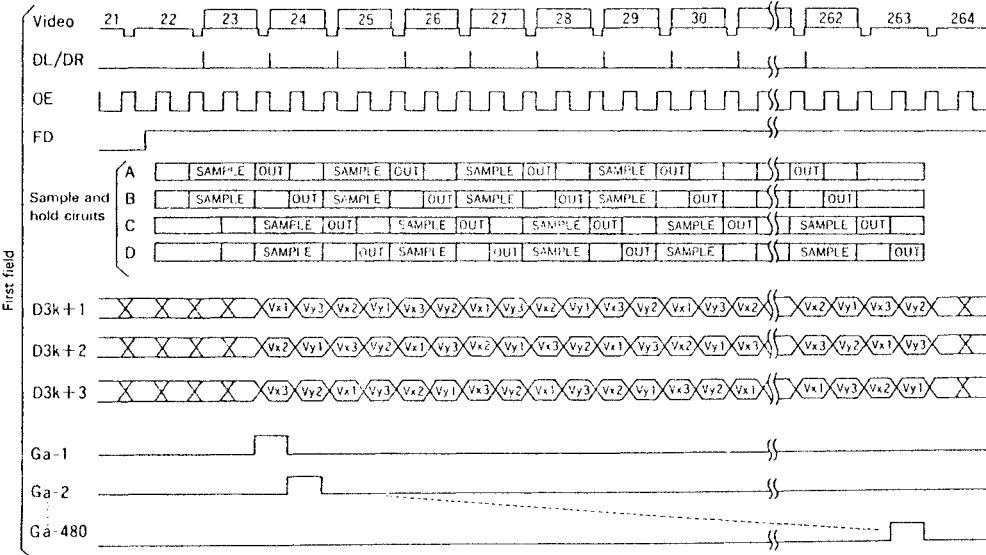 Video 21 22 23 24 25 26 27 28 29 30 262 263 264
DL/DR
OE
FD
First field
Sample and
hold ciruits
A SAMPLE OUT SAMPLE OUT SAMPLE OUT SAMPLE OUT OUT
B SAMPLE OUT SAMPLE OUT SAMPLE OUT SAMPLE OUT OUT
C SAMPLE OUT SAMPLE OUT SAMPLE OUT SAMPLE OUT SAMPLE OUT
D SAMPLE OUT SAMPLE OUT SAMPLE OUT SAMPLE SAMPLE OUT
D3k+1 Vx1 Vy3 Vx2 Vy1 Vx3 Vy2 Vx1 Vy3 Vx2 Vy1 Vx3 Vy2 Vx1 Vy3 Vx2 Vx2 Vy1 Vx3 Vy2
D3k+2 Vx2 Vy1 Vx3 Vy2 Vx1 Vy3 Vx2 Vy1 Vx3 Vy2 Vx1 Vy3 Vx2 Vy1 Vx3 Vx3 Vy2 Vx1 Vy3
D3k+3 Vx3 Vy2 Vx1 Vy3 Vx2 Vy1 Vx3 Vy2 Vx1 Vy3 Vx2 Vy1 Vx3 Vy2 Vx1 Vx1 Vy3 Vx2 Vy1
Ga-1
Ga-2
Ga-480